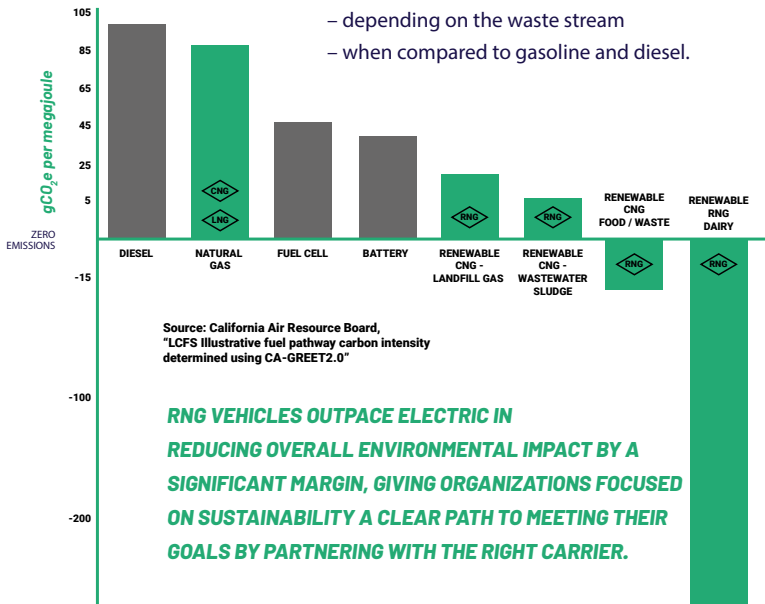 – depending on the waste stream
– when compared to gasoline and diesel.
gCO2e per megajoule
105
85
65
45
25
5
ZERO
EMISSIONS
-15
-100
-200
CNG
LNG
RNG
RNG
RENEWABLE
CNG
FOOD / WASTE
RENEWABLE
RNG
DAIRY
RNG
RNG
DIESEL
NATURAL
GAS
FUEL CELL
BATTERY
RENEWABLE
CNG -
LANDFILL GAS
RENEWABLE
CNG -
WASTEWATER
SLUDGE
Source: California Air Resource Board,
“LCFS Illustrative fuel pathway carbon intensity
determined using CA-GREET2.0”
RNG VEHICLES OUTPACE ELECTRIC IN
REDUCING OVERALL ENVIRONMENTAL IMPACT BY A
SIGNIFICANT MARGIN, GIVING ORGANIZATIONS FOCUSED
ON SUSTAINABILITY A CLEAR PATH TO MEETING THEIR
GOALS BY PARTNERING WITH THE RIGHT CARRIER.